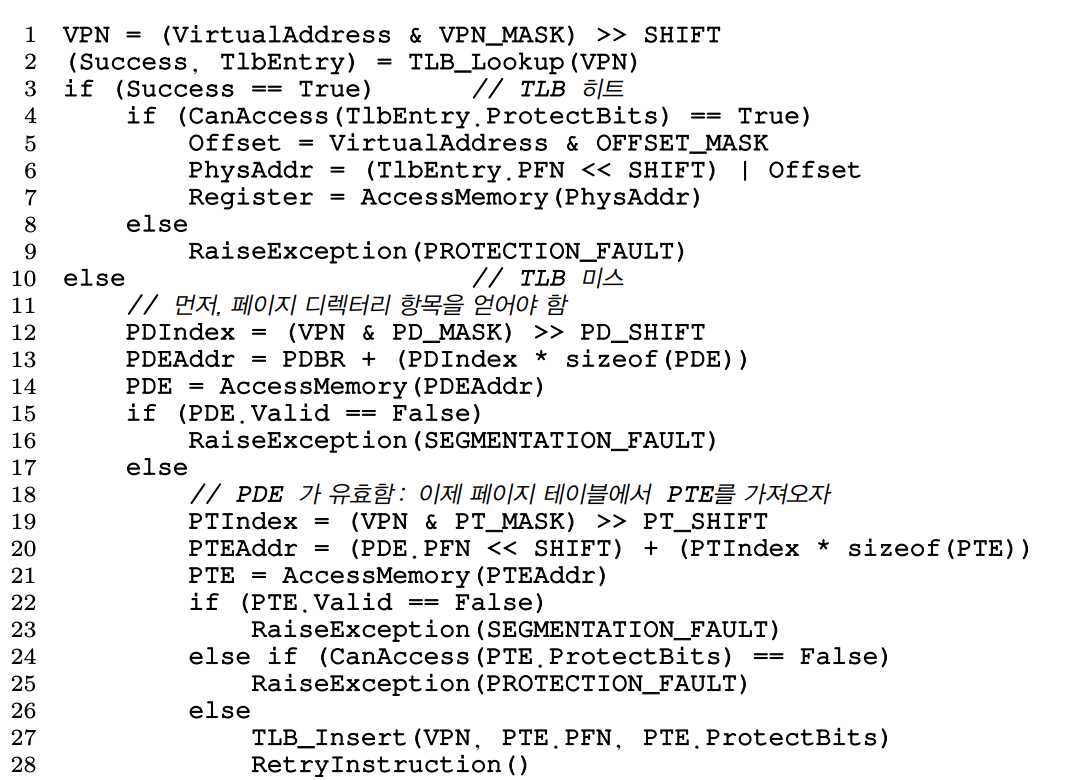 1 VPN = (VirtualAddress & VPN_MASK) >> SHIFT
2 (Success, TlbEntry) = TLB_Lookup(VPN)
3 if (Success == True) // TLB 히트
4 if (CanAccess(TlbEntry.ProtectBits) == True)
5 Offset = VirtualAddress & OFFSET_MASK
6 PhysAddr = (TlbEntry.PFN << SHIFT) | Offset
7 Register = AccessMemory(PhysAddr)
8 else
9 RaiseException(PROTECTION_FAULT)
10 else // TLB 미스
11 // 먼저, 페이지 디렉터리 항목을 얻어야 함
12 PDIndex = (VPN & PD_MASK) >> PD_SHIFT
13 PDEAddr = PDBR + (PDIndex * sizeof(PDE))
14 PDE = AccessMemory(PDEAddr)
15 if (PDE.Valid == False)
16 RaiseException(SEGMENTATION_FAULT)
17 else
18 // PDE 가 유효함: 이제 페이지 테이블에서 PTE를 가져오자
19 PTIndex = (VPN & PT_MASK) >> PT_SHIFT
20 PTEAddr = (PDE.PFN << SHIFT) + (PTIndex * sizeof(PTE))
21 PTE = AccessMemory(PTEAddr)
22 if (PTE.Valid == False)
23 RaiseException(SEGMENTATION_FAULT)
24 else if (CanAccess(PTE.ProtectBits) == False)
25 RaiseException(PROTECTION_FAULT)
26 else
27 TLB_Insert(VPN, PTE.PFN, PTE.ProtectBits)
28 RetryInstruction()